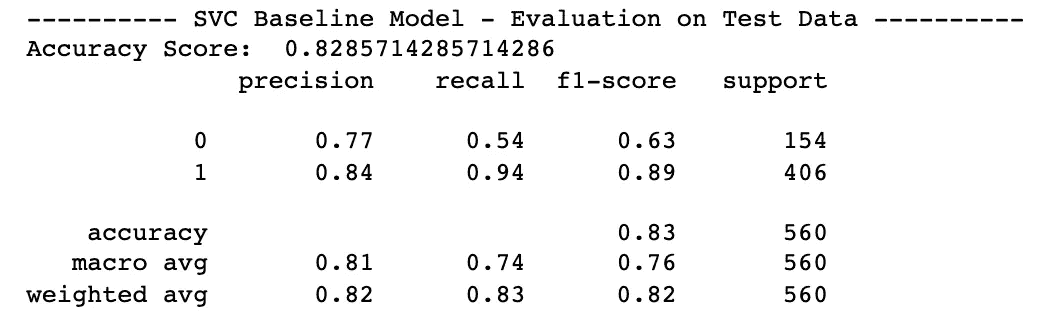 ---------- SVC Baseline Model - Evaluation on Test Data ----------
Accuracy Score:  0.8285714285714286
              precision    recall  f1-score   support

           0       0.77      0.54      0.63       154
           1       0.84      0.94      0.89       406

    accuracy                           0.83       560
   macro avg       0.81      0.74      0.76       560
weighted avg       0.82      0.83      0.82       560